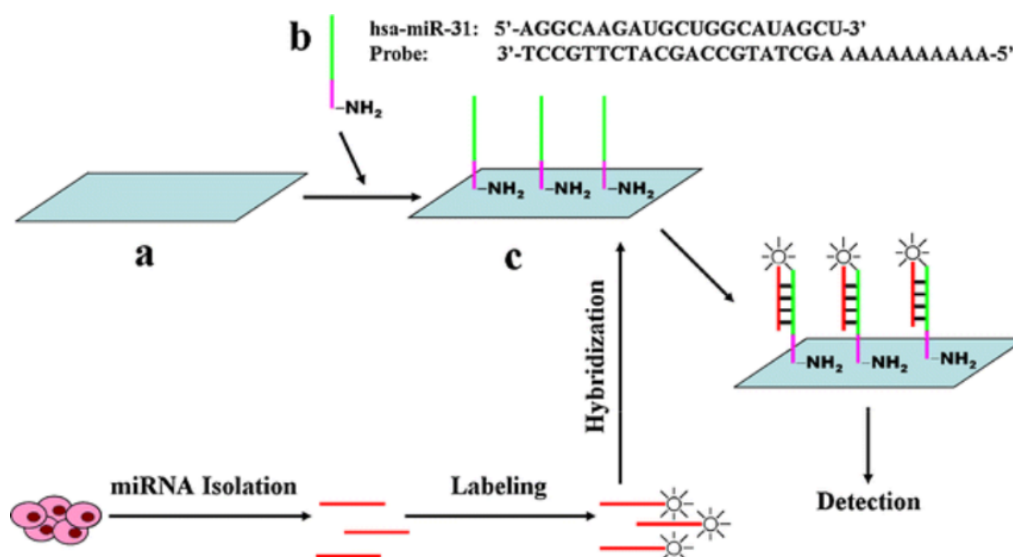 b
hsa-miR-31: 5'-AGGCAAGAUGCUGGCAUAGCU-3'
Probe: 3'-TCCGTTCTACGACCGTATCGA AAAAAAAAAA-5'
-NH2
-NH2
-NH2
-NH2
a
c
Hybridization
-NH2
-NH2
-NH2
miRNA Isolation
Labeling
Detection